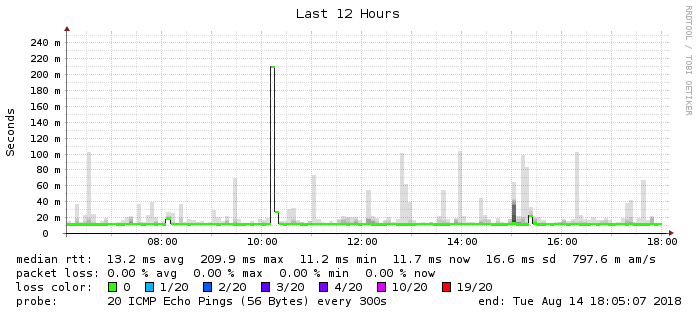 Last 12 Hours
RRDTOOL / TOBI OETIKER
Seconds
240 m
220 m
200 m
180 m
160 m
140 m
120 m
100 m
80 m
60 m
40 m
20 m
0
08:00 10:00 12:00 14:00 16:00 18:00
median rtt: 13.2 ms avg 209.9 ms max 11.2 ms min 11.7 ms now 16.6 ms sd 797.6 m am/s
packet loss: 0.00 % avg 0.00 % max 0.00 % min 0.00 % now
loss color: 0 1/20 2/20 3/20 4/20 10/20 19/20
probe: 20 ICMP Echo Pings (56 Bytes) every 300s end: Tue Aug 14 18:05:07 2018